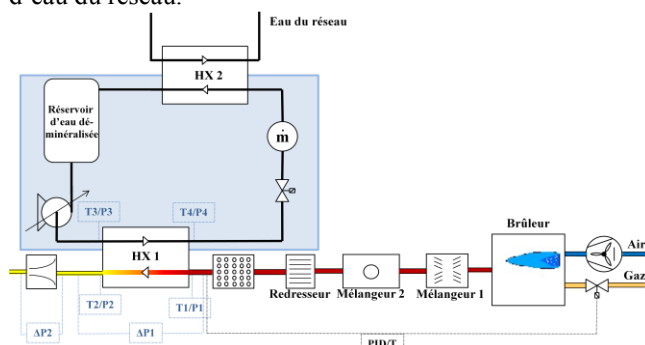 d'eau du réseau.
Eau du réseau
HX 2
Réservoir
d'eau dé-
minéralisée
ṁ
T3/P3
T4/P4
HX 1
Brûleur
Air
Gaz
Redresseur
Mélangeur 2
Mélangeur 1
T2/P2
T1/P1
ΔP2
ΔP1
PID/T